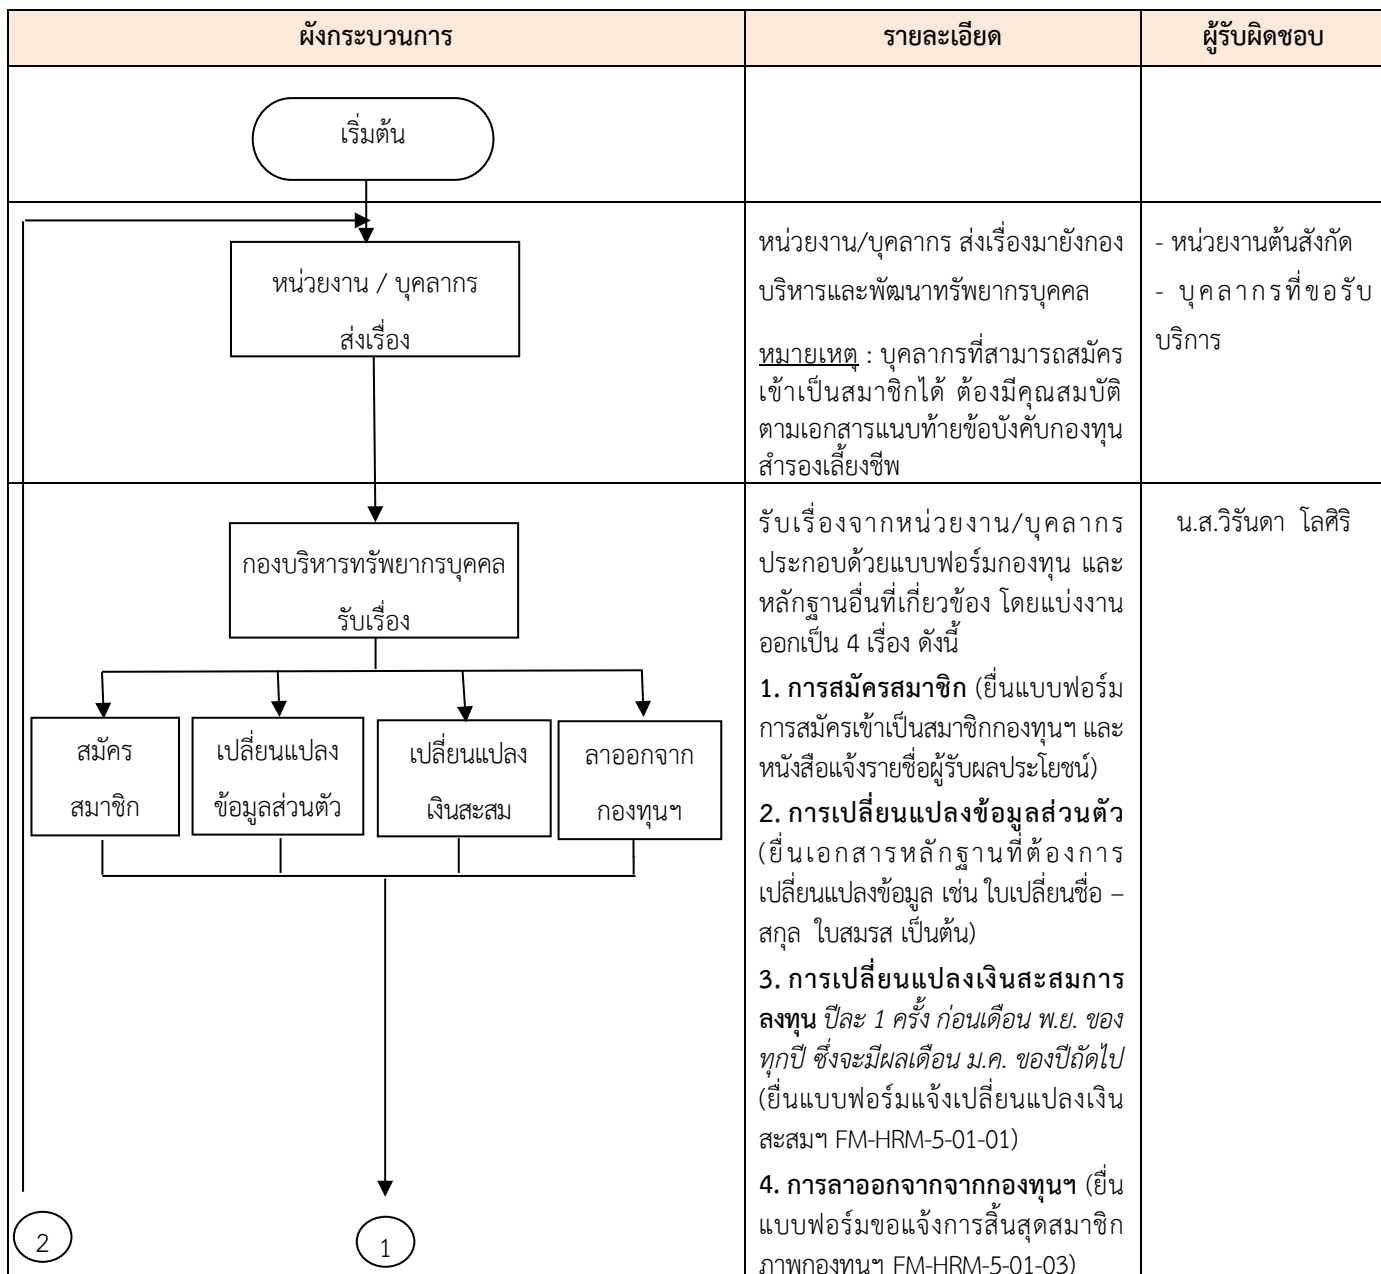 ผังกระบวนการ
รายละเอียด
ผู้รับผิดชอบ
เริ่มต้น
หน่วยงาน / บุคลากร
ส่งเรื่อง
หน่วยงาน/บุคลากร ส่งเรื่องมายังกอง
บริหารและพัฒนาทรัพยากรบุคคล
หมายเหตุ : บุคลากรที่สามารถสมัคร
เข้าเป็นสมาชิกได้ ต้องมีคุณสมบัติ
ตามเอกสารแนบท้ายข้อบังคับกองทุน
สำรองเลี้ยงชีพ
- หน่วยงานต้นสังกัด
- บุคลากรที่ขอรับ
บริการ
กองบริหารทรัพยากรบุคคล
รับเรื่อง
สมัคร
สมาชิก
เปลี่ยนแปลง
ข้อมูลส่วนตัว
เปลี่ยนแปลง
เงินสะสม
ลาออกจาก
กองทุนฯ
2
1
รับเรื่องจากหน่วยงาน/บุคลากร
ประกอบด้วยแบบฟอร์มกองทุน และ
หลักฐานอื่นที่เกี่ยวข้อง โดยแบ่งงาน
ออกเป็น 4 เรื่อง ดังนี้
1. การสมัครสมาชิก (ยื่นแบบฟอร์ม
การสมัครเข้าเป็นสมาชิกกองทุนฯ และ
หนังสือแจ้งรายชื่อผู้รับผลประโยชน์)
2. การเปลี่ยนแปลงข้อมูลส่วนตัว
(ยื่นเอกสารหลักฐานที่ต้องการ
เปลี่ยนแปลงข้อมูล เช่น ใบเปลี่ยนชื่อ –
สกุล ใบสมรส เป็นต้น)
3. การเปลี่ยนแปลงเงินสะสมการ
ลงทุน ปีละ 1 ครั้ง ก่อนเดือน พ.ย. ของ
ทุกปี ซึ่งจะมีผลเดือน ม.ค. ของปีถัดไป
(ยื่นแบบฟอร์มแจ้งเปลี่ยนแปลงเงิน
สะสมฯ FM-HRM-5-01-01)
4. การลาออกจากจากกองทุนฯ (ยื่น
แบบฟอร์มขอแจ้งการสิ้นสุดสมาชิก
ภาพกองทุนฯ FM-HRM-5-01-03)
น.ส.วิรันดา โลศิริ